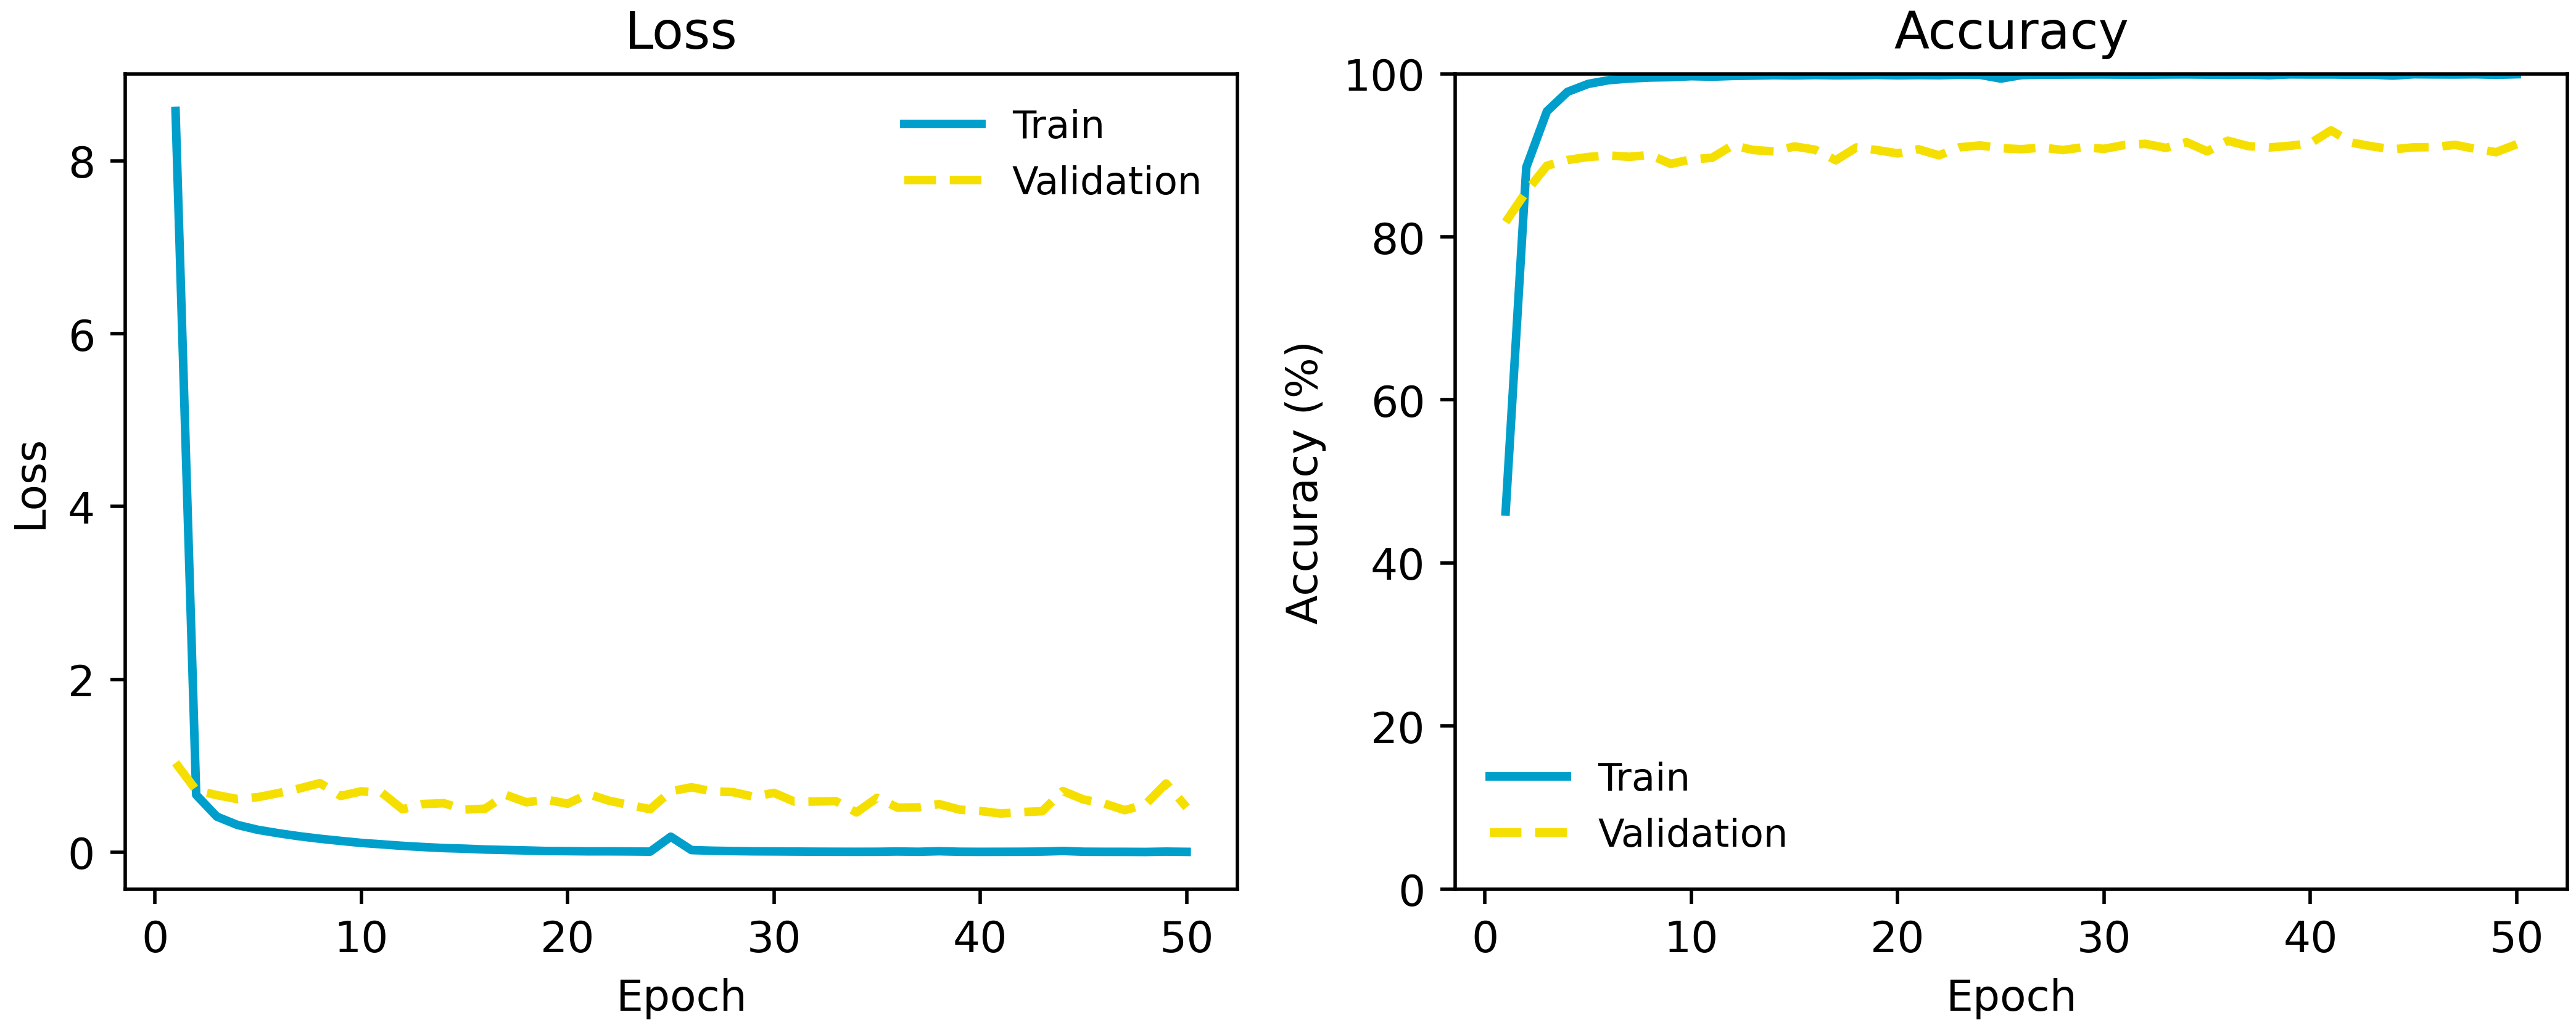 Loss
Train
Validation
8
6
4
2
0
Loss
0 10 20 30 40 50
Epoch
Accuracy
100
80
60
40
20
0
Accuracy (%)
Train
Validation
0 10 20 30 40 50
Epoch